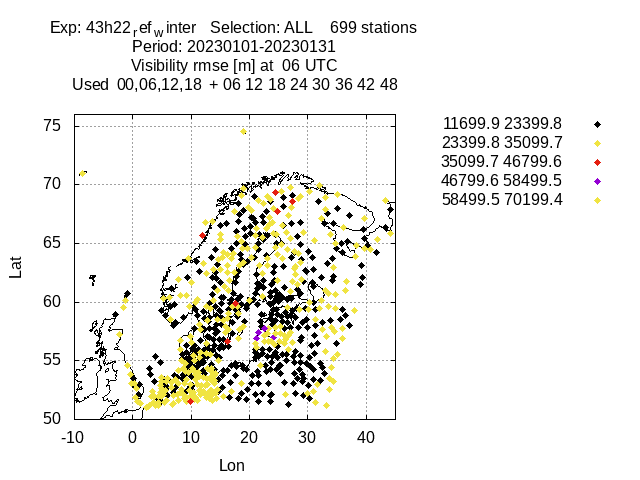 Exp: 43h22refwinter Selection: ALL 699 stations
Period: 20230101-20230131
Visibility rmse [m] at 06 UTC
Used 00,06,12,18 + 06 12 18 24 30 36 42 48
11699.9 23399.8
23399.8 35099.7
35099.7 46799.6
46799.6 58499.5
58499.5 70199.4
75
70
65
60
55
50
Lat
-10 0 10 20 30 40
Lon